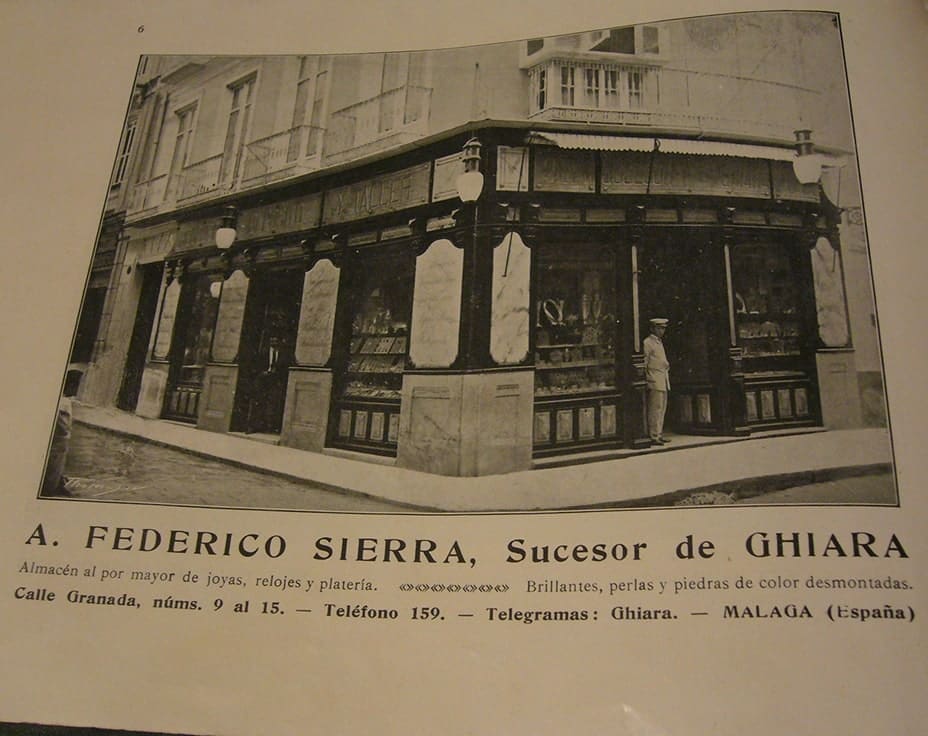 6
A. FEDERICO SIERRA, Sucesor de GHIARA
Almacén al por mayor de joyas, relojes y platería. Brillantes, perlas y piedras de color desmontadas.
Calle Granada, núms. 9 al 15. — Teléfono 159. — Telegramas: Ghiara. — MALAGA (España)